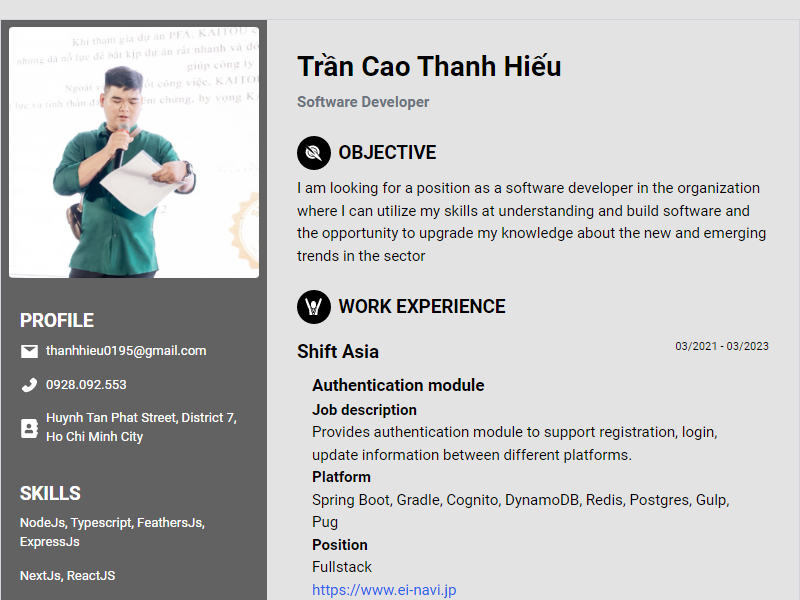 Khi tham gia dự án PFA, KAITOU c
nhưng đã nỗ lực để bắt kịp dự án rất nhanh và đó
giúp công ty
Ngoài
tốt công việc, KAITOU
lực và tinh thần
hy vọng K
PROFILE
thanhhieu0195@gmail.com
0928.092.553
Huynh Tan Phat Street, District 7,
Ho Chi Minh City
SKILLS
NodeJs, Typescript, FeathersJs,
ExpressJs
NextJs, ReactJS
Trần Cao Thanh Hiếu
Software Developer
OBJECTIVE
I am looking for a position as a software developer in the organization
where I can utilize my skills at understanding and build software and
the opportunity to upgrade my knowledge about the new and emerging
trends in the sector
WORK EXPERIENCE
Shift Asia
03/2021 - 03/2023
Authentication module
Job description
Provides authentication module to support registration, login,
update information between different platforms.
Platform
Spring Boot, Gradle, Cognito, DynamoDB, Redis, Postgres, Gulp,
Pug
Position
Fullstack
https://www.ei-navi.jp